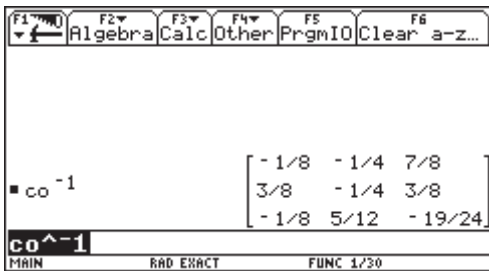 F1 F2 F3 F4 F5 F6
Algebra Calc Other PrgmIO Clear a-z…
-1/8 -1/4 7/8
co⁻¹ 3/8 -1/4 3/8
-1/8 5/12 -19/24
co^-1
MAIN RAD EXACT FUNC 1/30